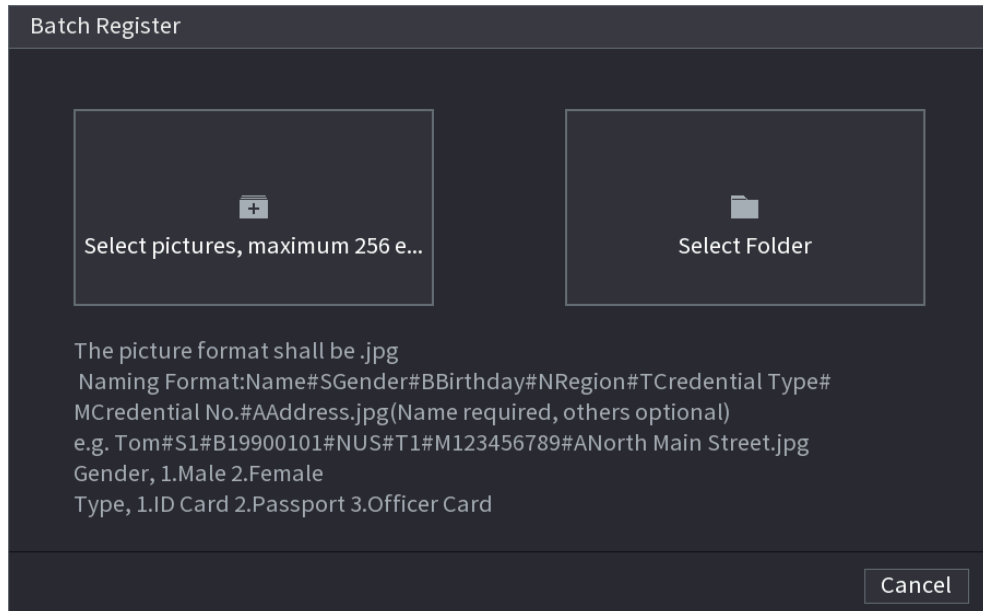 Batch Register
Select pictures, maximum 256 e...
Select Folder
The picture format shall be .jpg
Naming Format:Name#SGender#BBirthday#NRegion#TCredential Type#
MCredential No.#AAddress.jpg(Name required, others optional)
e.g. Tom#S1#B19900101#NUS#T1#M123456789#ANorth Main Street.jpg
Gender, 1.Male 2.Female
Type, 1.ID Card 2.Passport 3.Officer Card
Cancel